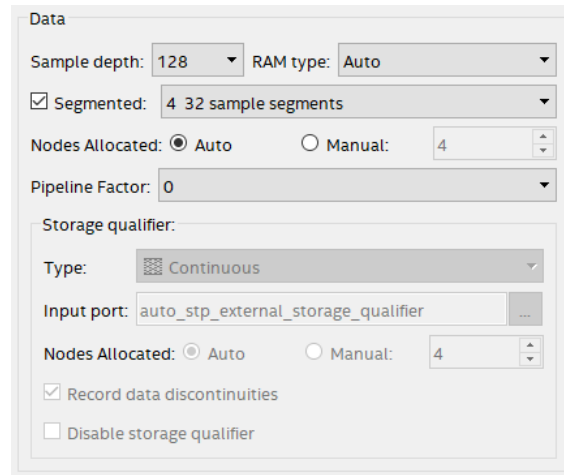 Data
Sample depth: 128 RAM type: Auto
Segmented: 4 32 sample segments
Nodes Allocated: Auto Manual: 4
Pipeline Factor: 0
Storage qualifier:
Type: Continuous
Input port: auto_stp_external_storage_qualifier ...
Nodes Allocated: Auto Manual: 4
Record data discontinuities
Disable storage qualifier